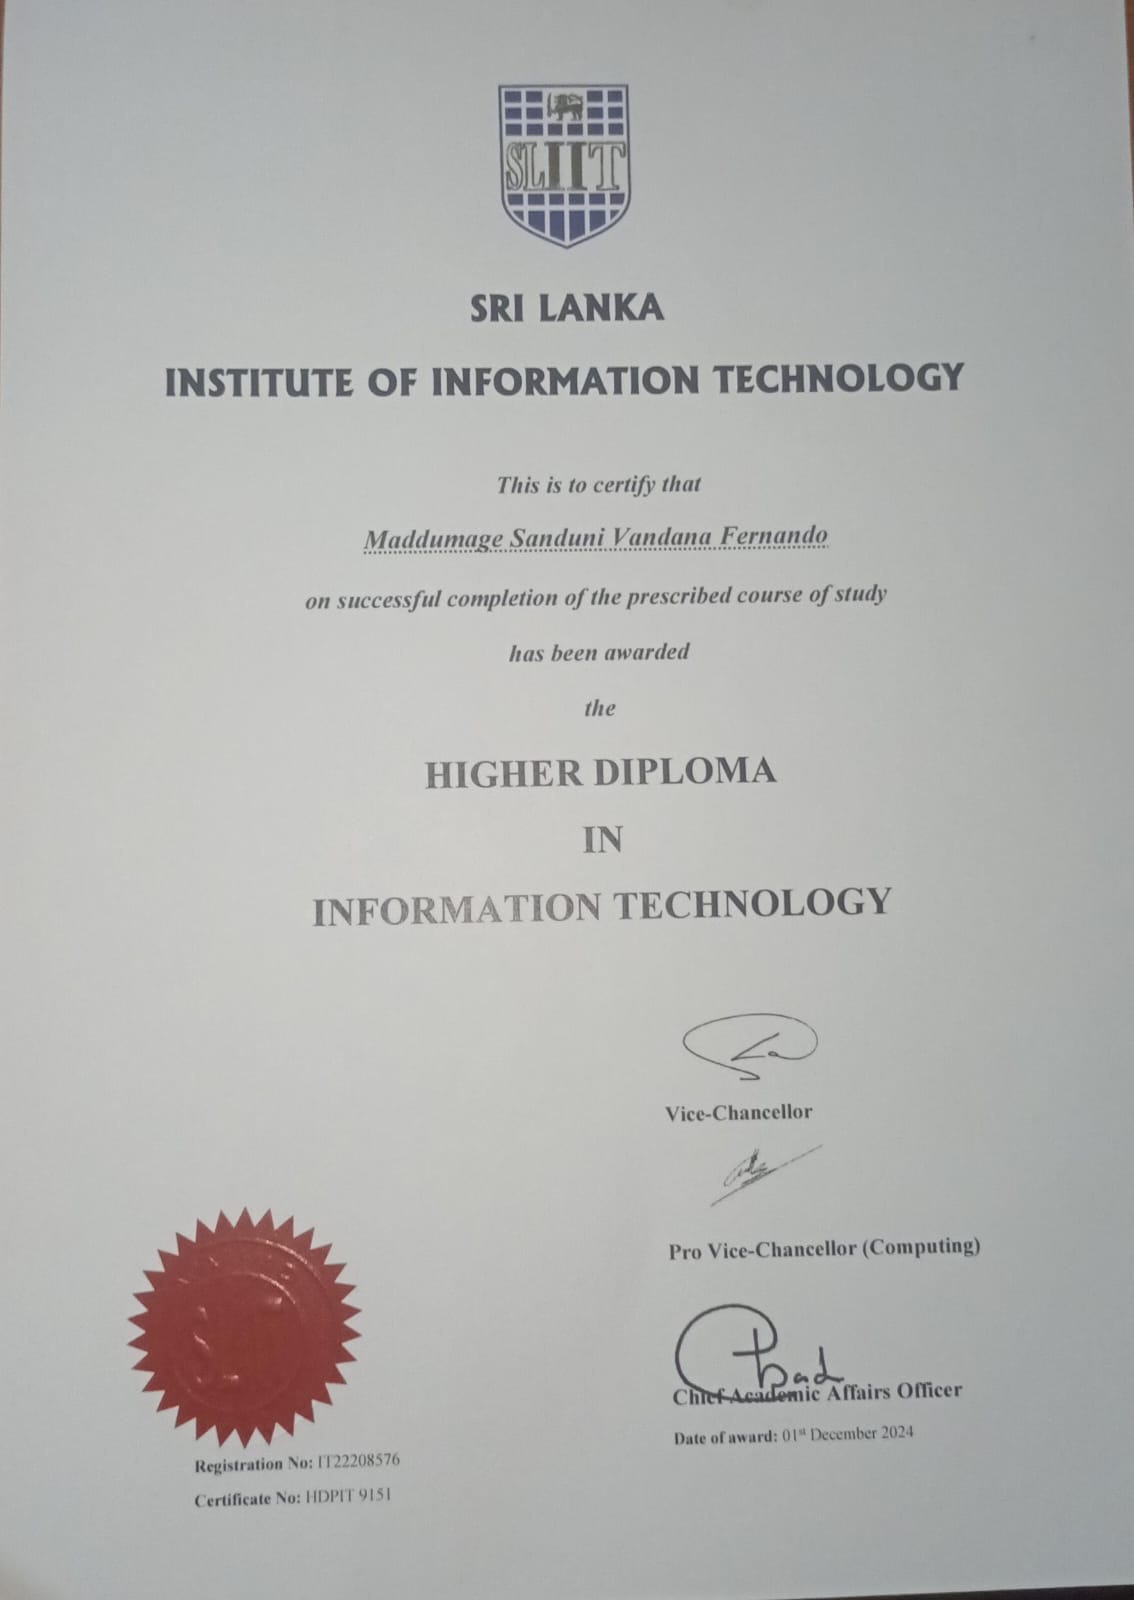 SLIIT
SRI LANKA
INSTITUTE OF INFORMATION TECHNOLOGY
This is to certify that
Maddumage Sanduni Vandana Fernando
on successful completion of the prescribed course of study
has been awarded
the
HIGHER DIPLOMA
IN
INFORMATION TECHNOLOGY
Vice-Chancellor
Pro Vice-Chancellor (Computing)
Chief Academic Affairs Officer
Date of award: 01st December 2024
Registration No: IT22208576
Certificate No: HDPIT 9151